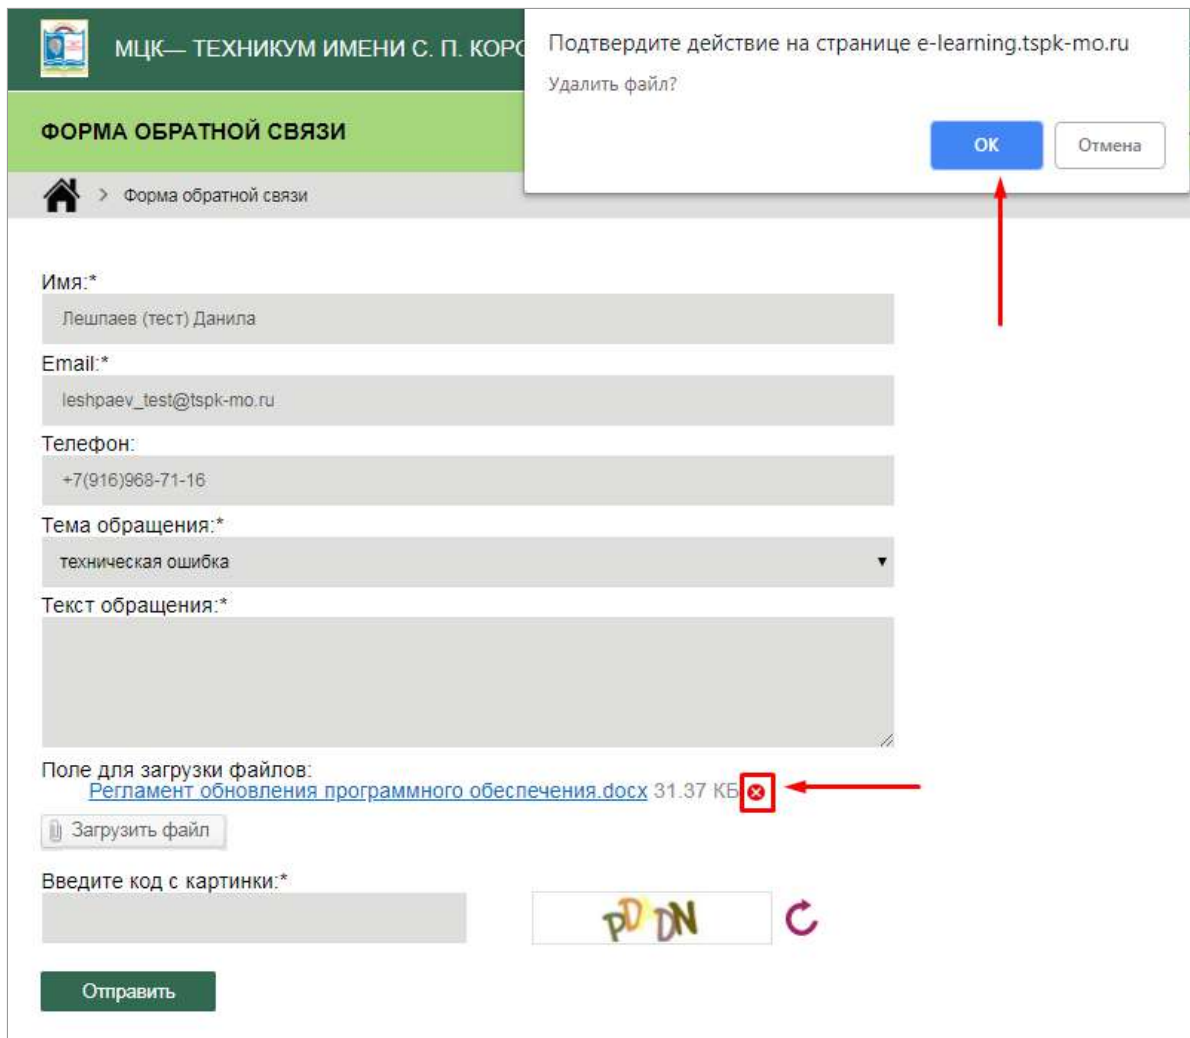 МЦК— ТЕХНИКУМ ИМЕНИ С. П. КОРО
Подтвердите действие на странице e-learning.tspk-mo.ru
Удалить файл?
ОК
Отмена
ФОРМА ОБРАТНОЙ СВЯЗИ
> Форма обратной связи
Имя:*
Лешпаев (тест) Данила
Email:*
leshpaev_test@tspk-mo.ru
Телефон:
+7(916)968-71-16
Тема обращения:*
техническая ошибка
Текст обращения:*
Поле для загрузки файлов:
Регламент обновления программного обеспечения.docx 31.37 КБ
Загрузить файл
Введите код с картинки:*
pD DN
Отправить